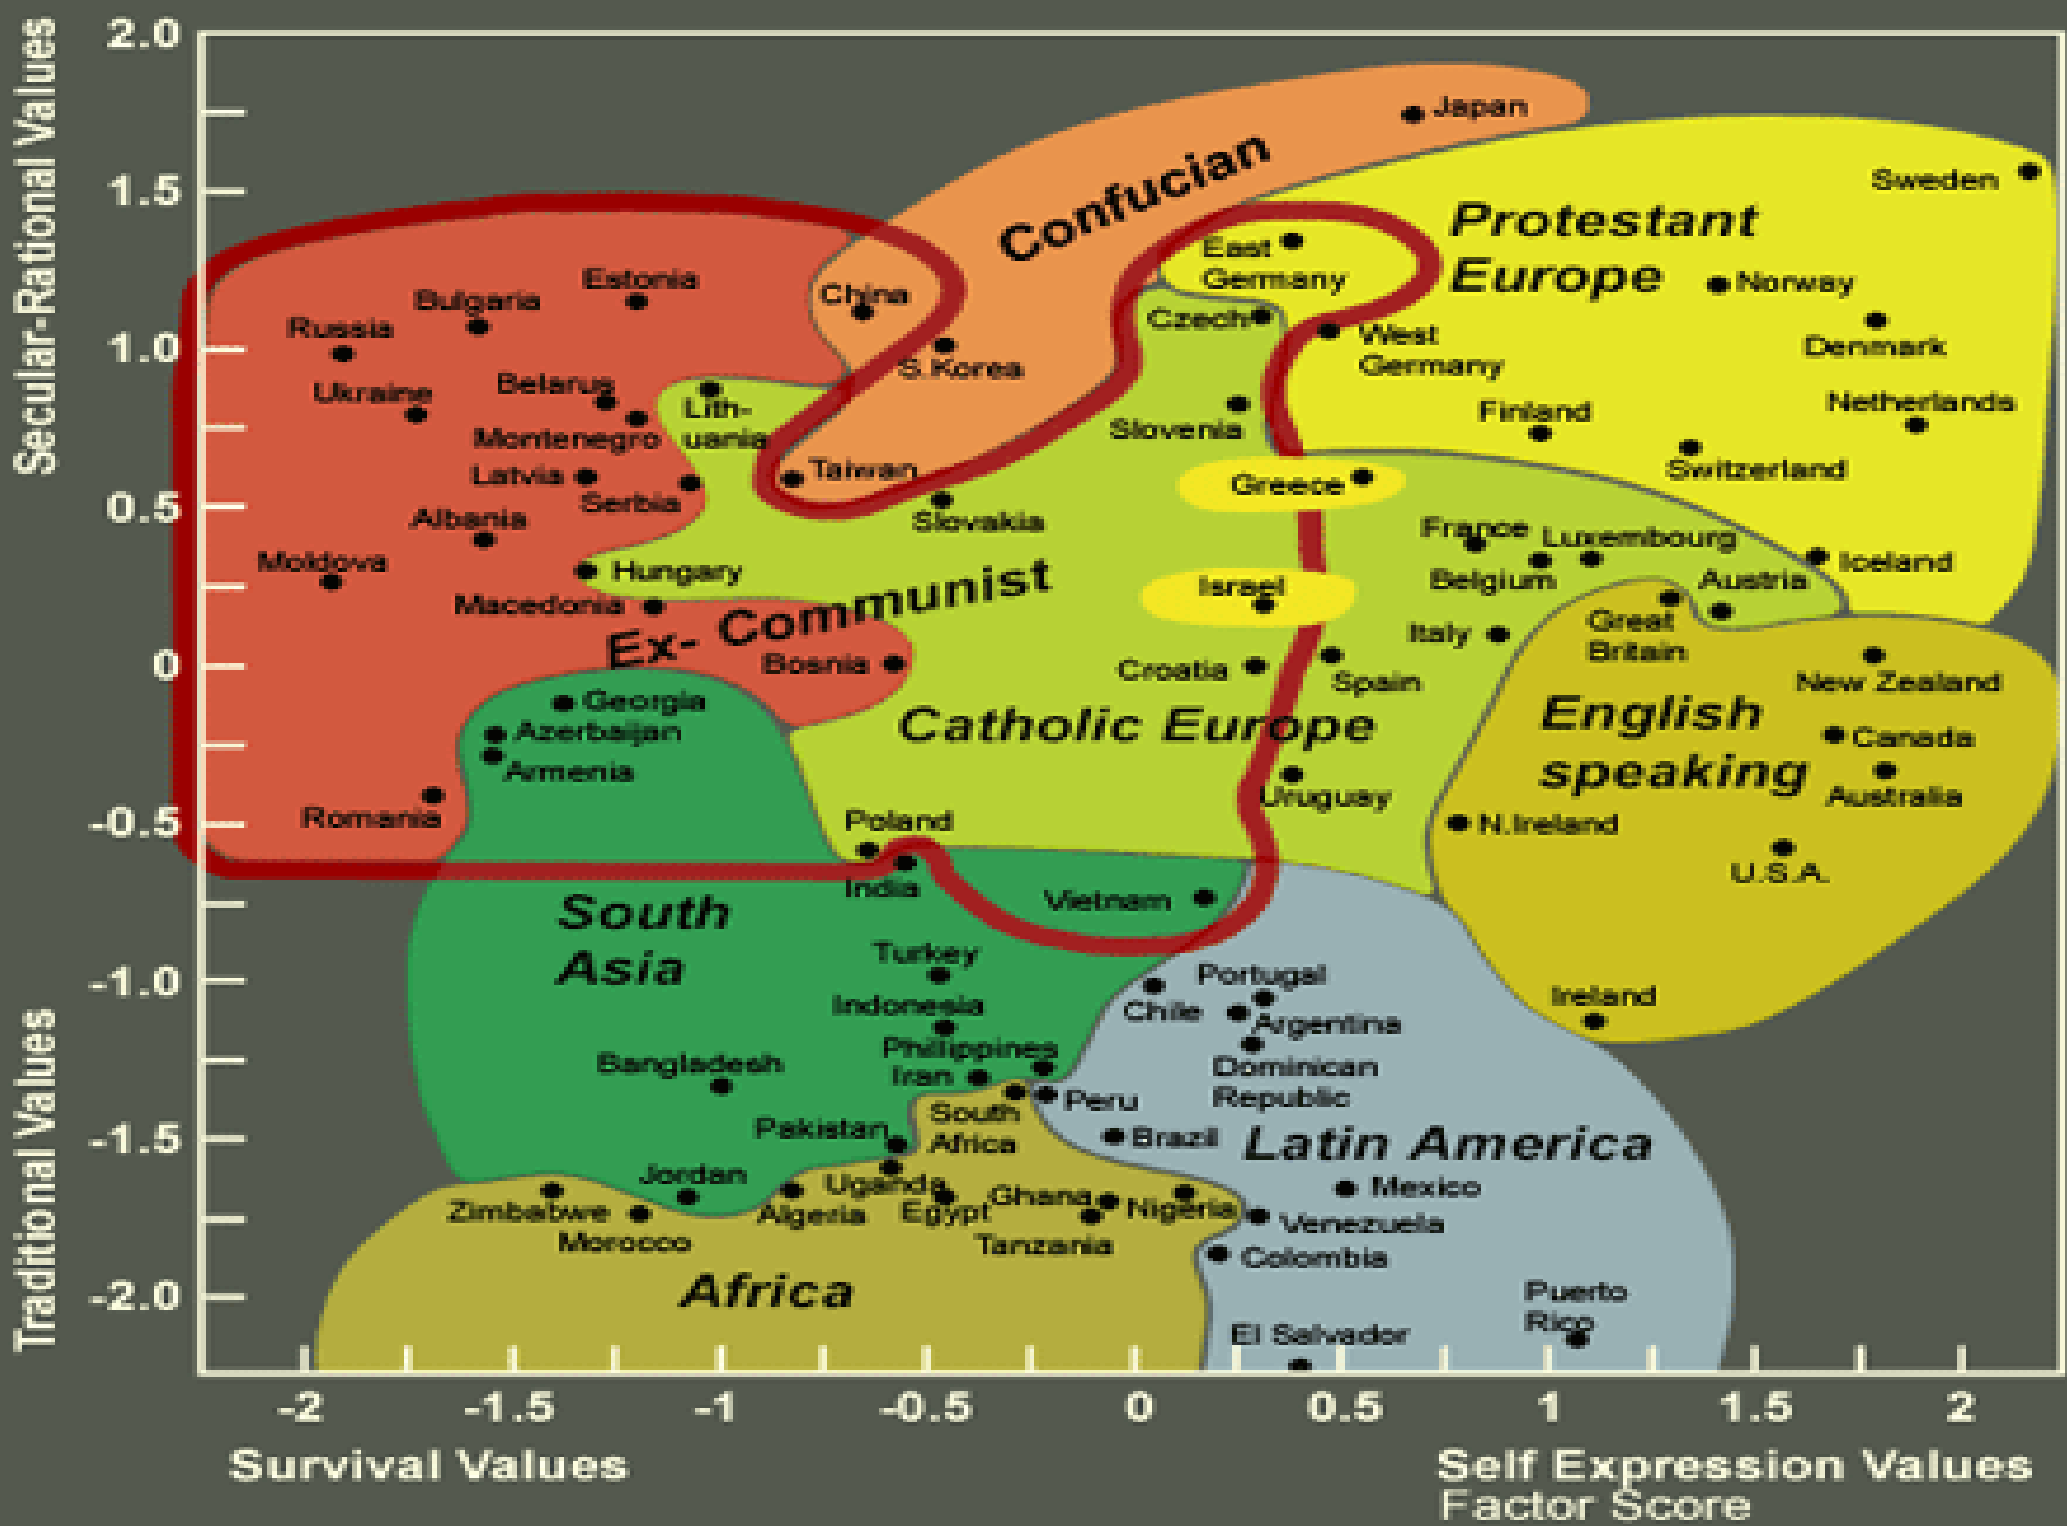 Secular-Rational Values
Traditional Values
2.0
1.5
1.0
0.5
0
-0.5
-1.0
-1.5
-2.0
Japan
Confucian
Sweden
Protestant
Europe
East
Germany
Norway
Estonia
Bulgaria
China
Russia
Czech
West
Germany
Denmark
S.Korea
Ukraine
Belarus
Lith-
uania
Montenegro
Slovenia
Finland
Netherlands
Switzerland
Latvia
Serbia
Taiwan
Greece
Albania
Slovakia
France
Luxembourg
Belgium
Austria
Iceland
Moldova
Hungary
Israel
Macedonia
Ex- Communist
Bosnia
Croatia
Spain
Italy
Great
Britain
New Zealand
Georgia
Azerbaijan
Armenia
Catholic Europe
English
speaking
Canada
Australia
Romania
Poland
Uruguay
N.Ireland
U.S.A.
India
Vietnam
South
Asia
Turkey
Indonesia
Phillippines
Iran
Bangladesh
Portugal
Chile
Argentina
Dominican
Republic
Ireland
South
Africa
Peru
Pakistan
Brazil
Latin America
Jordan
Uganda
Zimbabwe
Algeria
Egypt
Ghana
Nigeria
Mexico
Venezuela
Morocco
Tanzania
Colombia
Africa
Puerto
Rico
El Salvador
-2
-1.5
-1
-0.5
0
0.5
1
1.5
2
Survival Values
Self Expression Values
Factor Score